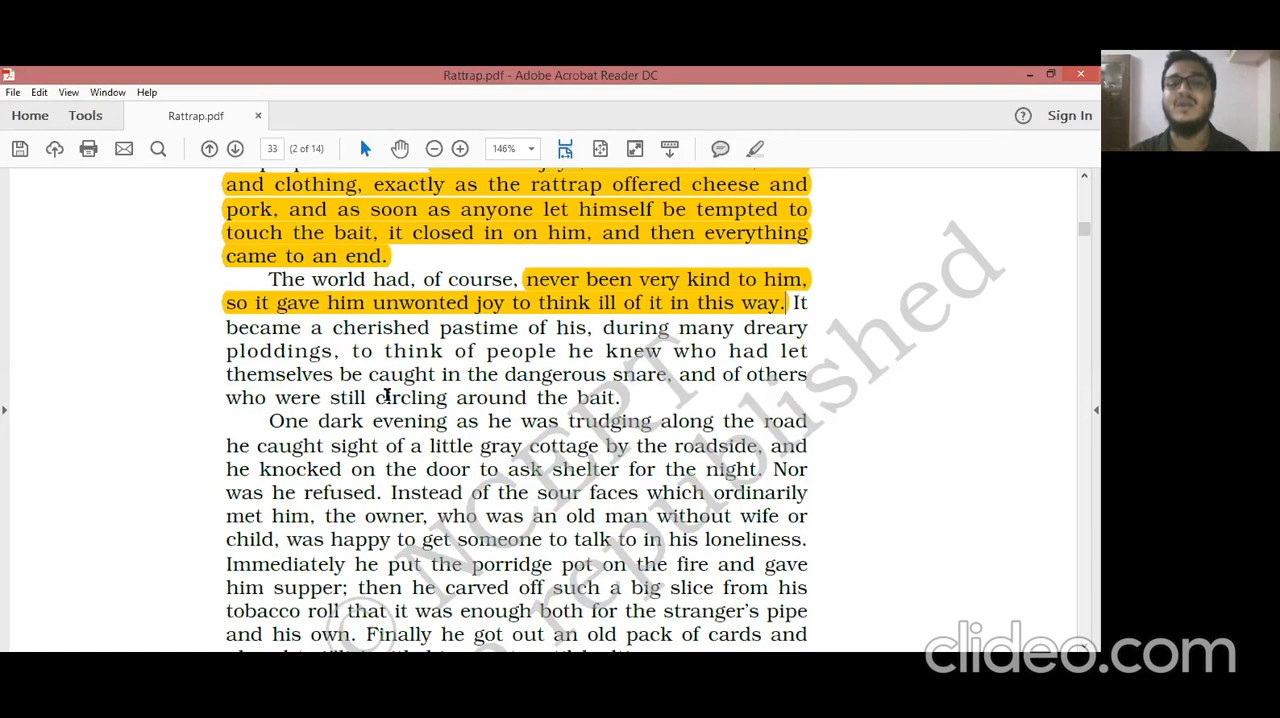 Rattrap.pdf - Adobe Acrobat Reader DC
File Edit View Window Help
Home Tools Rattrap.pdf × ? Sign In
33 (2 of 14) 146%
and clothing, exactly as the rattrap offered cheese and
pork, and as soon as anyone let himself be tempted to
touch the bait, it closed in on him, and then everything
came to an end.
The world had, of course, never been very kind to him,
so it gave him unwonted joy to think ill of it in this way. It
became a cherished pastime of his, during many dreary
ploddings, to think of people he knew who had let
themselves be caught in the dangerous snare, and of others
who were still circling around the bait.
One dark evening as he was trudging along the road
he caught sight of a little gray cottage by the roadside, and
he knocked on the door to ask shelter for the night. Nor
was he refused. Instead of the sour faces which ordinarily
met him, the owner, who was an old man without wife or
child, was happy to get someone to talk to in his loneliness.
Immediately he put the porridge pot on the fire and gave
him supper; then he carved off such a big slice from his
tobacco roll that it was enough both for the stranger's pipe
and his own. Finally he got out an old pack of cards and
© NCERT
republished
clideo.com